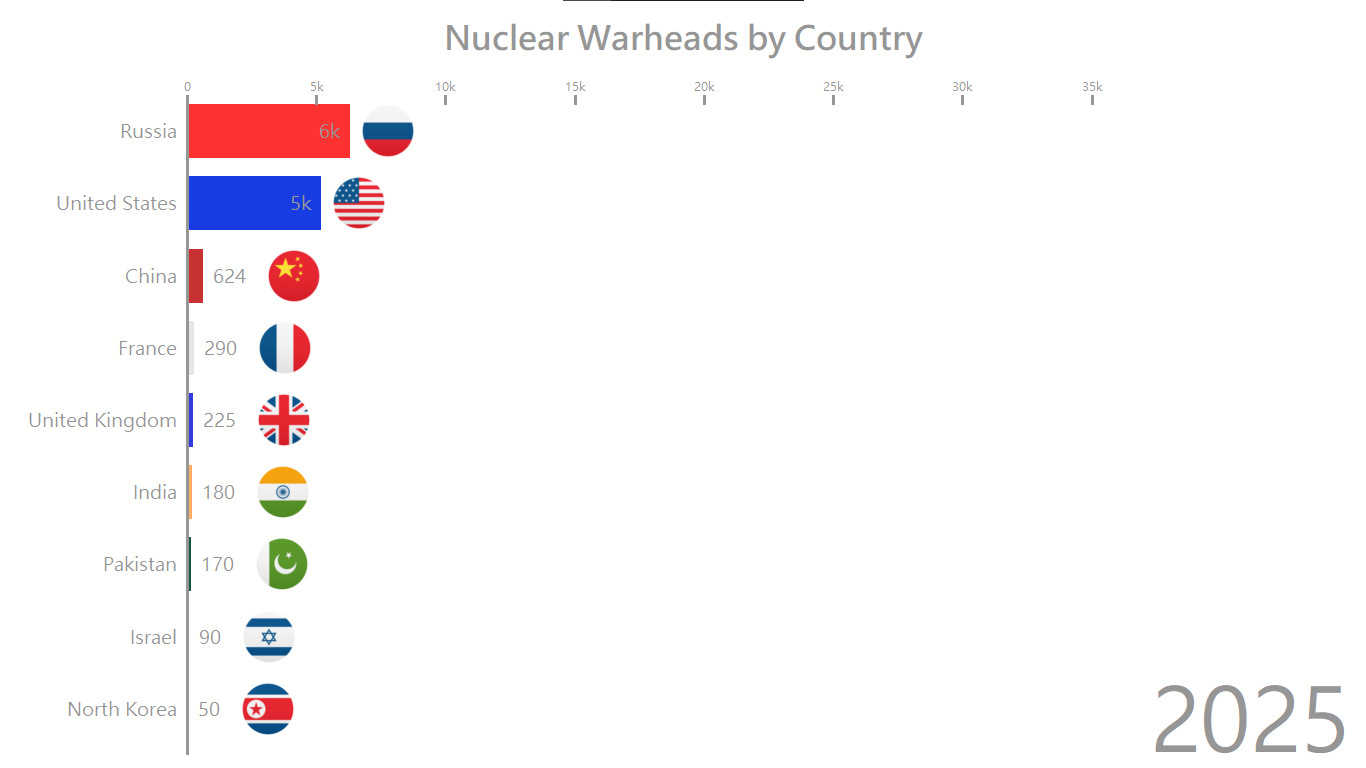 Nuclear Warheads by Country
0 5k 10k 15k 20k 25k 30k 35k
Russia 6k
United States 5k
China 624
France 290
United Kingdom 225
India 180
Pakistan 170
Israel 90
North Korea 50
2025